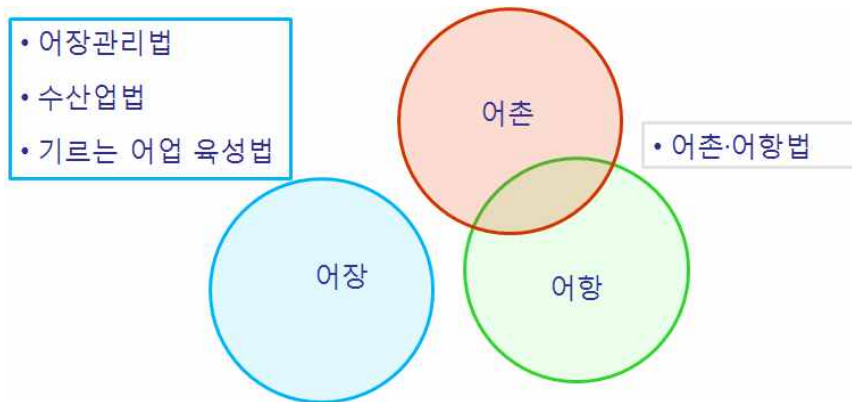 • 어장관리법
• 수산업법
• 기르는 어업 육성법
어촌
• 어촌·어항법
어장
어항